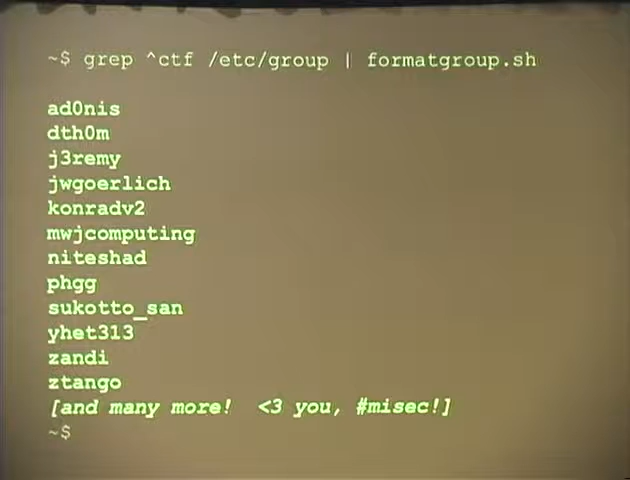 ~$ grep ^ctf /etc/group | formatgroup.sh
ad0nis
dth0m
j3remy
jwgoerlich
konradv2
mwjcomputing
niteshad
phgg
sukotto_san
yhet313
zandi
ztango
[and many more!  <3 you, #misec!]
~$